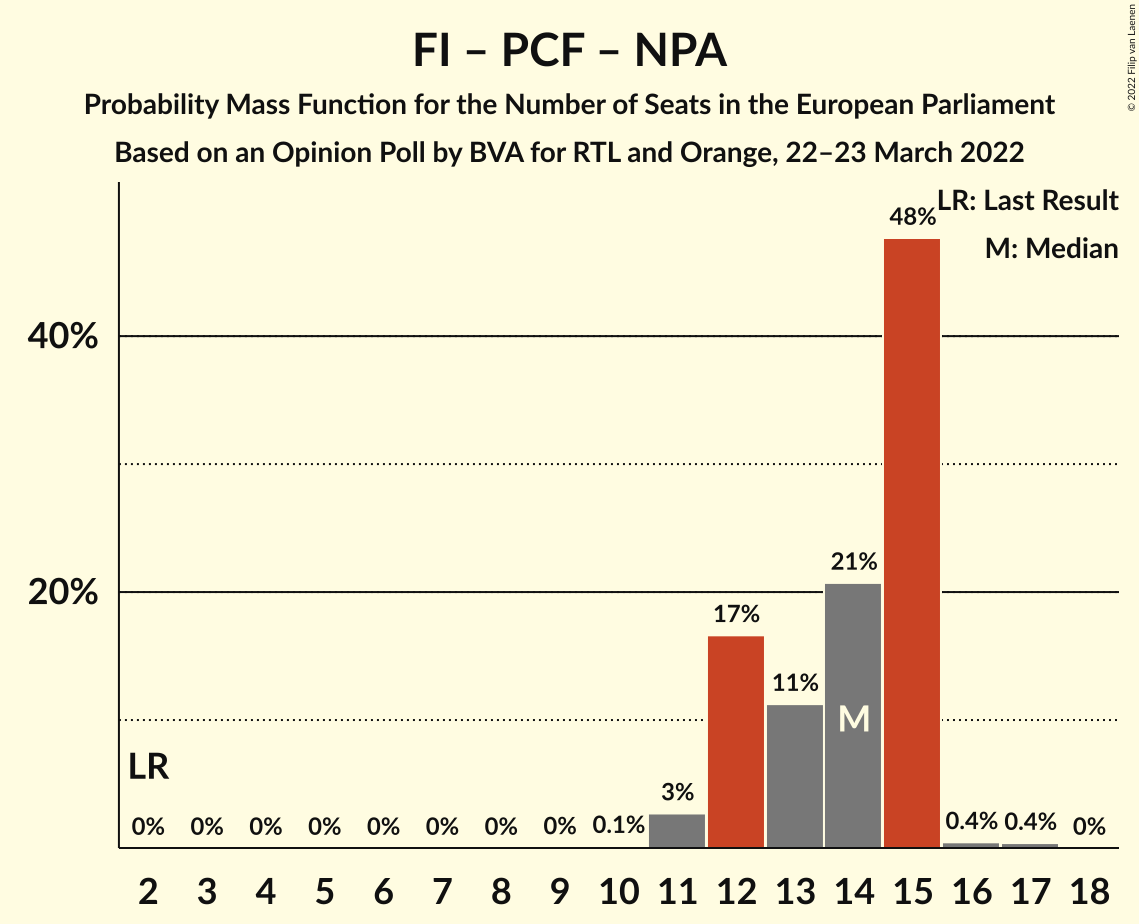 FI – PCF – NPA
Probability Mass Function for the Number of Seats in the European Parliament
Based on an Opinion Poll by BVA for RTL and Orange, 22–23 March 2022
© 2022 Filip van Laenen
LR: Last Result
M: Median
48%
40%
21%
20%
17%
11%
M
LR
3%
0% 0% 0% 0% 0% 0% 0% 0% 0.1% 0.4% 0.4% 0%
2 3 4 5 6 7 8 9 10 11 12 13 14 15 16 17 18